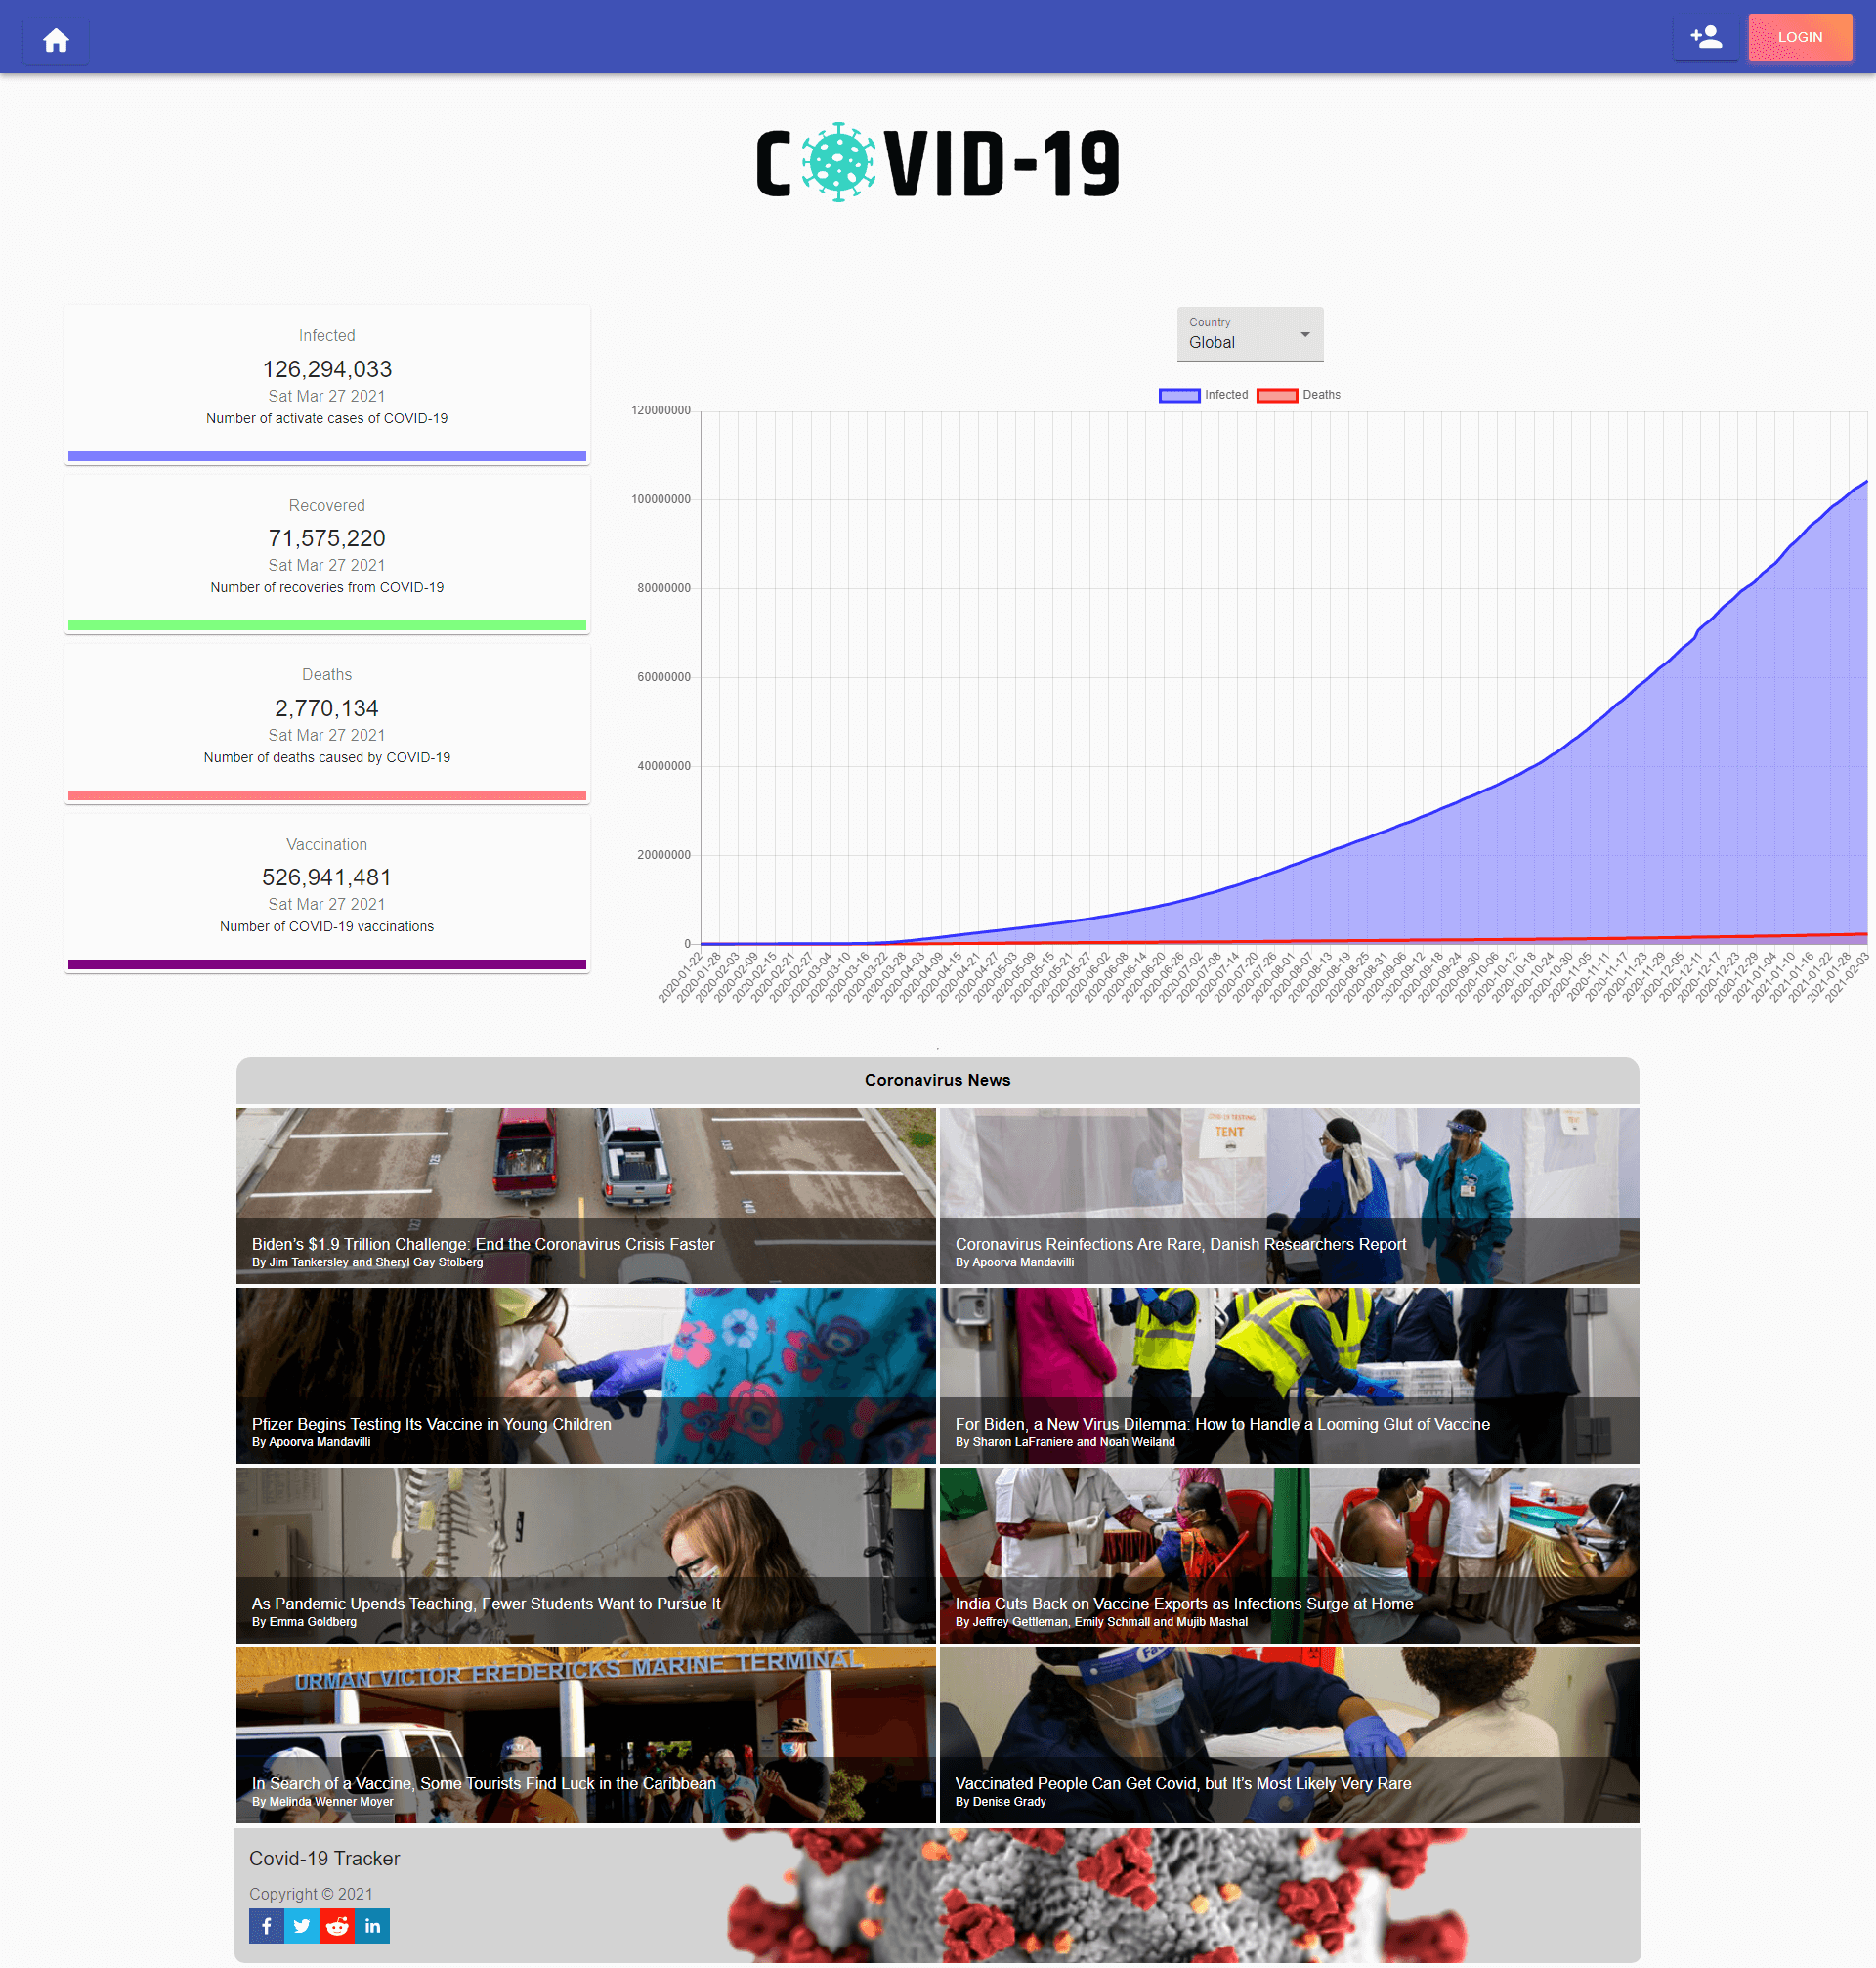 LOGIN
COVID-19
Infected
126,294,033
Sat Mar 27 2021
Number of activate cases of COVID-19
Recovered
71,575,220
Sat Mar 27 2021
Number of recoveries from COVID-19
Deaths
2,770,134
Sat Mar 27 2021
Number of deaths caused by COVID-19
Vaccination
526,941,481
Sat Mar 27 2021
Number of COVID-19 vaccinations
Country
Global
Infected Deaths
120000000
100000000
80000000
60000000
40000000
20000000
0
2020-01-22
2020-01-28
2020-02-03
2020-02-09
2020-02-15
2020-02-21
2020-02-27
2020-03-04
2020-03-10
2020-03-16
2020-03-22
2020-03-28
2020-04-03
2020-04-09
2020-04-15
2020-04-21
2020-04-27
2020-05-03
2020-05-09
2020-05-15
2020-05-21
2020-05-27
2020-06-02
2020-06-08
2020-06-14
2020-06-20
2020-06-26
2020-07-02
2020-07-08
2020-07-14
2020-07-20
2020-07-26
2020-08-01
2020-08-07
2020-08-13
2020-08-19
2020-08-25
2020-08-31
2020-09-06
2020-09-12
2020-09-18
2020-09-24
2020-09-30
2020-10-06
2020-10-12
2020-10-18
2020-10-24
2020-10-30
2020-11-05
2020-11-11
2020-11-17
2020-11-23
2020-11-29
2020-12-05
2020-12-11
2020-12-17
2020-12-23
2020-12-29
2021-01-04
2021-01-10
2021-01-16
2021-01-22
2021-01-28
2021-02-03
Coronavirus News
Biden’s $1.9 Trillion Challenge: End the Coronavirus Crisis Faster
By Jim Tankersley and Sheryl Gay Stolberg
COVID-19 TESTING
TENT
Coronavirus Reinfections Are Rare, Danish Researchers Report
By Apoorva Mandavilli
Pfizer Begins Testing Its Vaccine in Young Children
By Apoorva Mandavilli
For Biden, a New Virus Dilemma: How to Handle a Looming Glut of Vaccine
By Sharon LaFraniere and Noah Weiland
As Pandemic Upends Teaching, Fewer Students Want to Pursue It
By Emma Goldberg
India Cuts Back on Vaccine Exports as Infections Surge at Home
By Jeffrey Gettleman, Emily Schmall and Mujib Mashal
URMAN VICTOR FREDERICKS MARINE TERMINAL
In Search of a Vaccine, Some Tourists Find Luck in the Caribbean
By Melinda Wenner Moyer
Vaccinated People Can Get Covid, but It’s Most Likely Very Rare
By Denise Grady
Covid-19 Tracker
Copyright © 2021